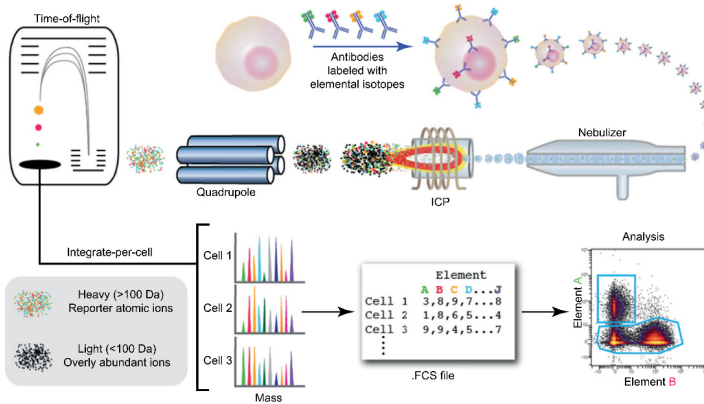 Time-of-flight
Antibodies
labeled with
elemental isotopes
Nebulizer
Quadrupole
ICP
Integrate-per-cell
Cell 1
Cell 2
Cell 3
Mass
Heavy (>100 Da)
Reporter atomic ions
Light (<100 Da)
Overly abundant ions
Element
A B C D...J
Cell 1 3,8,9,7...8
Cell 2 1,8,6,5...4
Cell 3 9,9,4,5...7
.FCS file
Analysis
Element A
Element B